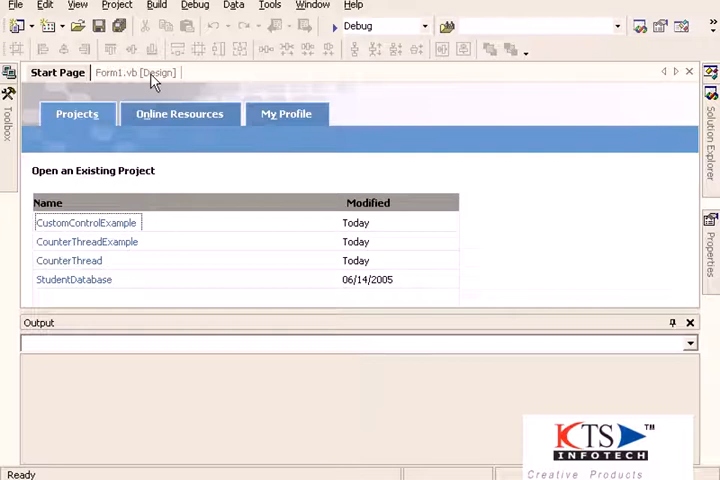 File Edit View Project Build Debug Data Tools Window Help
Debug
Start Page Form1.vb [Design]
Toolbox
Solution Explorer
Properties
Projects Online Resources My Profile
Open an Existing Project
Name Modified
CustomControlExample Today
CounterThreadExample Today
CounterThread Today
StudentDatabase 06/14/2005
Output
KTS TM
INFOTECH
Creative Products
Ready